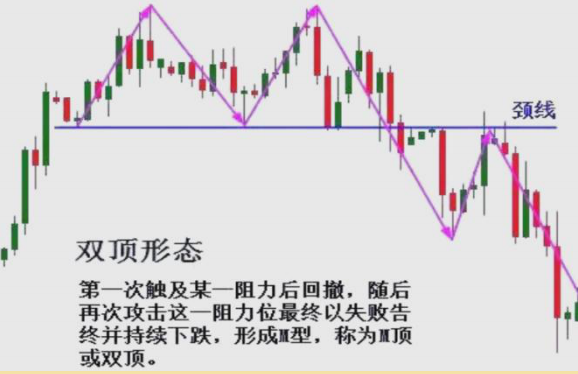 颈线
双顶形态
第一次触及某一阻力后回撤，随后
再次攻击这一阻力位最终以失败告
终并持续下跌，形成M型，称为M顶
或双顶。